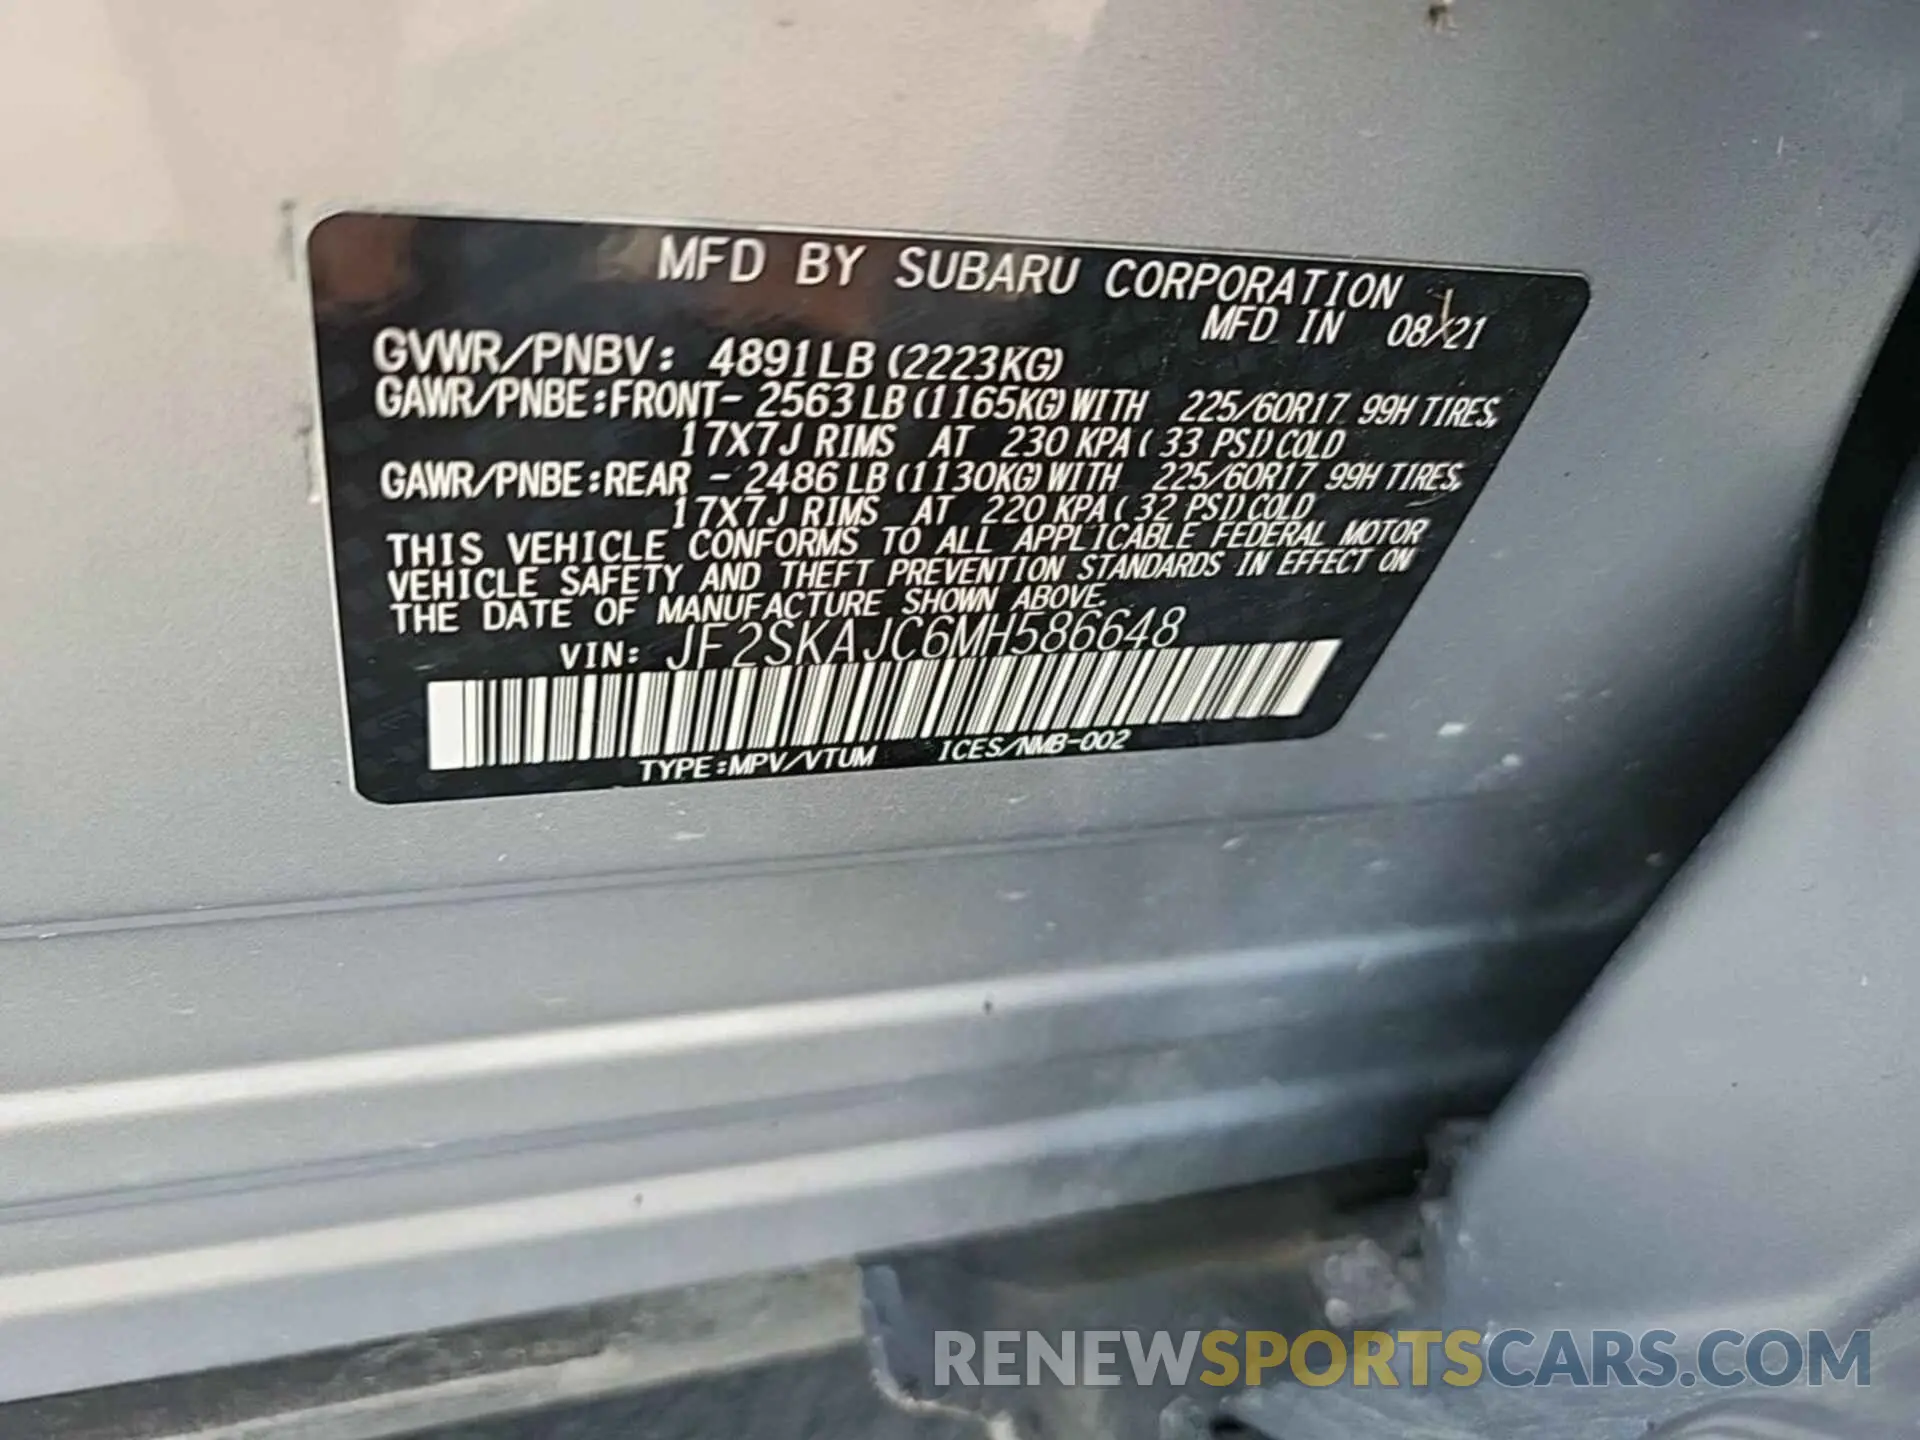 MFD BY SUBARU CORPORATION
MFD IN 08/21
GVWR/PNBV: 4891LB (2223KG)
GAWR/PNBE:FRONT- 2563 LB (1165KG) WITH 225/60R17 99H TIRES,
17X7J RIMS AT 230 KPA ( 33 PSI) COLD
GAWR/PNBE:REAR - 2486 LB (1130KG) WITH 225/60R17 99H TIRES,
17X7J RIMS AT 220 KPA ( 32 PSI) COLD
THIS VEHICLE CONFORMS TO ALL APPLICABLE FEDERAL MOTOR
VEHICLE SAFETY AND THEFT PREVENTION STANDARDS IN EFFECT ON
THE DATE OF MANUFACTURE SHOWN ABOVE.
VIN: JF2SKAJC6MH586648
TYPE:MPV/VTUM ICES/NMB-002
RENEWSPORTSCARS.COM